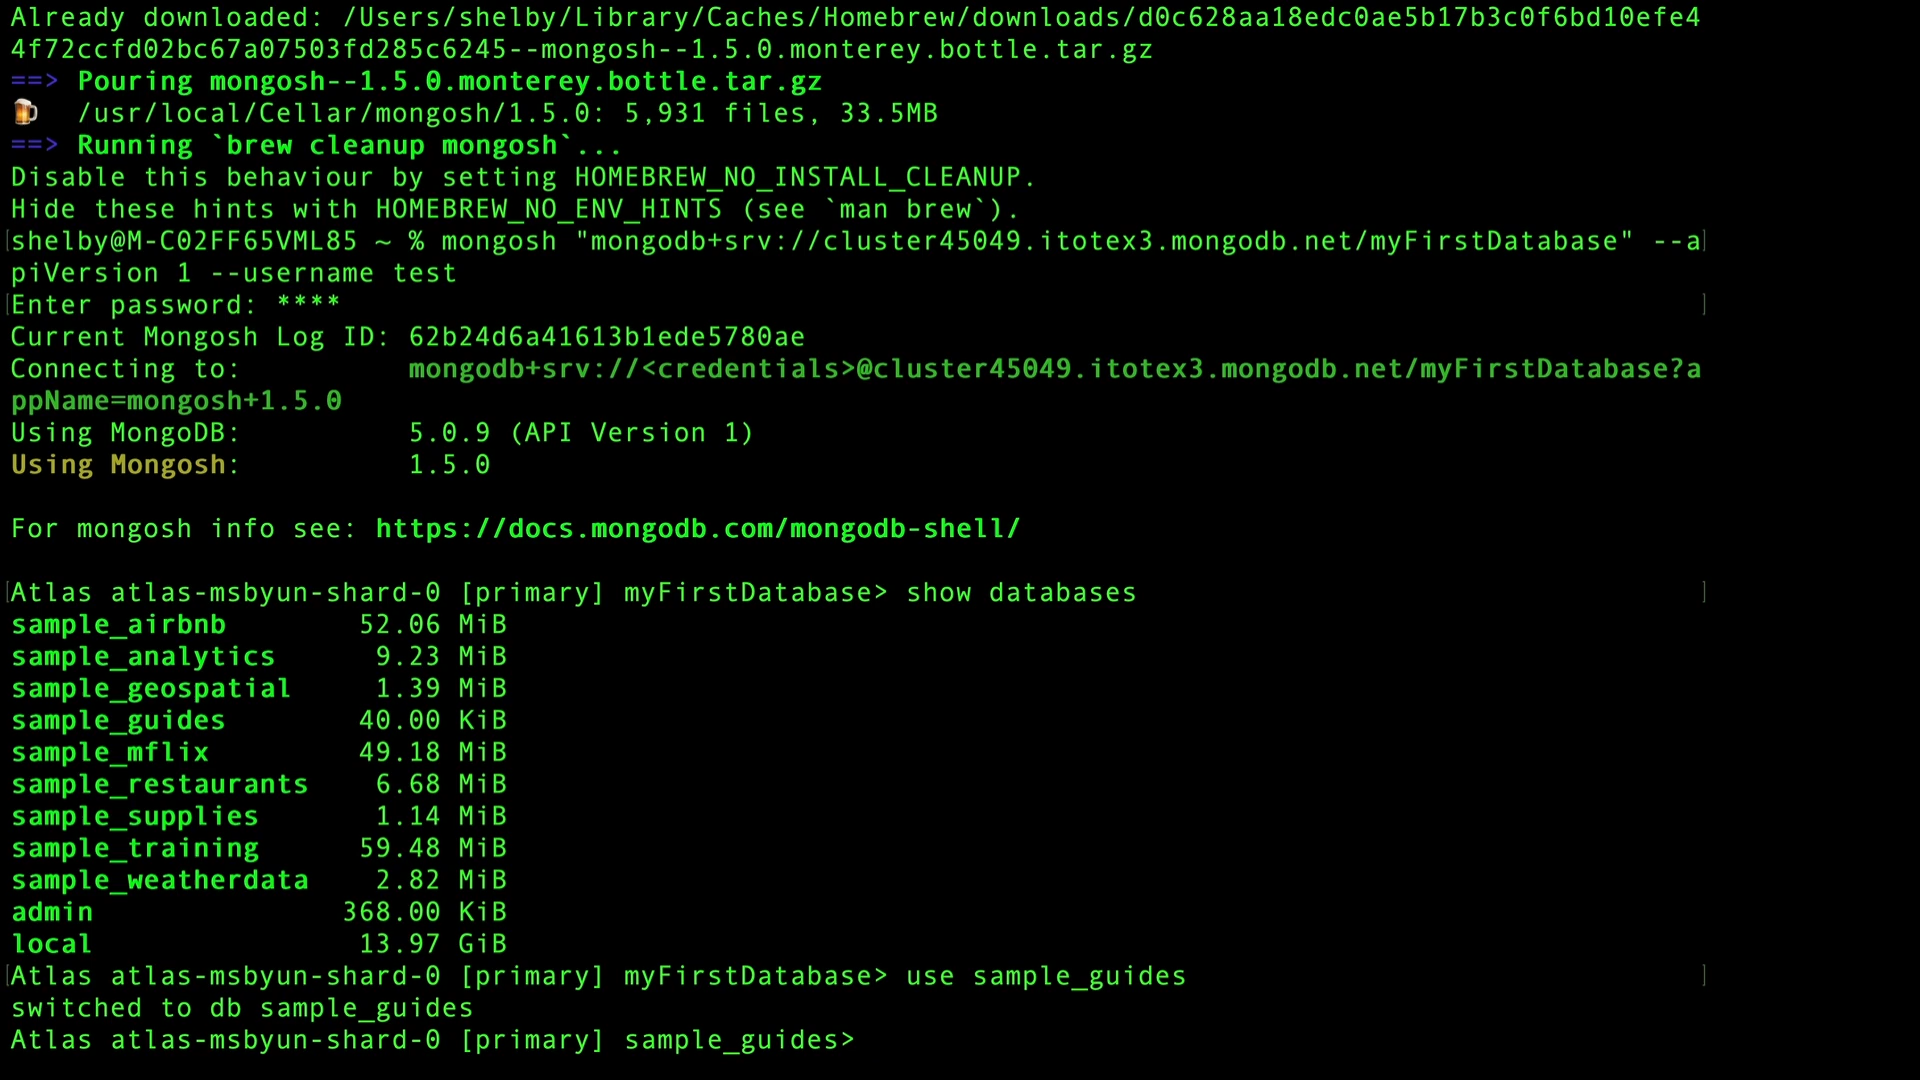 Already downloaded: /Users/shelby/Library/Caches/Homebrew/downloads/d0c628aa18edc0ae5b17b3c0f6bd10efe4
4f72ccfd02bc67a07503fd285c6245--mongosh--1.5.0.monterey.bottle.tar.gz
==> Pouring mongosh--1.5.0.monterey.bottle.tar.gz
🍺  /usr/local/Cellar/mongosh/1.5.0: 5,931 files, 33.5MB
==> Running `brew cleanup mongosh`...
Disable this behaviour by setting HOMEBREW_NO_INSTALL_CLEANUP.
Hide these hints with HOMEBREW_NO_ENV_HINTS (see `man brew`).
[shelby@M-C02FF65VML85 ~ % mongosh "mongodb+srv://cluster45049.itotex3.mongodb.net/myFirstDatabase" --a]
piVersion 1 --username test
[Enter password: **** ]
Current Mongosh Log ID: 62b24d6a41613b1ede5780ae
Connecting to:          mongodb+srv://<credentials>@cluster45049.itotex3.mongodb.net/myFirstDatabase?a
ppName=mongosh+1.5.0
Using MongoDB:          5.0.9 (API Version 1)
Using Mongosh:          1.5.0
For mongosh info see: https://docs.mongodb.com/mongodb-shell/
[Atlas atlas-msbyun-shard-0 [primary] myFirstDatabase> show databases ]
sample_airbnb        52.06 MiB
sample_analytics      9.23 MiB
sample_geospatial     1.39 MiB
sample_guides        40.00 KiB
sample_mflix         49.18 MiB
sample_restaurants    6.68 MiB
sample_supplies       1.14 MiB
sample_training      59.48 MiB
sample_weatherdata    2.82 MiB
admin               368.00 KiB
local                13.97 GiB
[Atlas atlas-msbyun-shard-0 [primary] myFirstDatabase> use sample_guides ]
switched to db sample_guides
Atlas atlas-msbyun-shard-0 [primary] sample_guides>